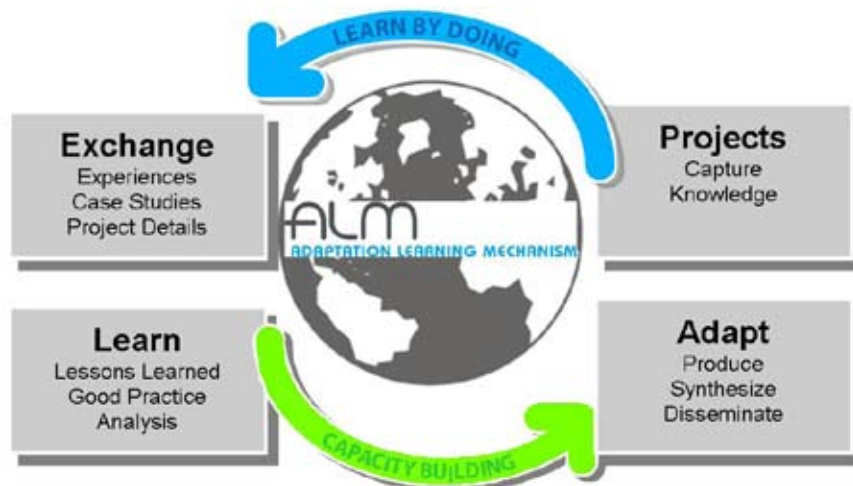 LEARN BY DOING
Exchange
Experiences
Case Studies
Project Details
Projects
Capture
Knowledge
ALM
ADAPTATION LEARNING MECHANISM
Learn
Lessons Learned
Good Practice
Analysis
Adapt
Produce
Synthesize
Disseminate
CAPACITY BUILDING